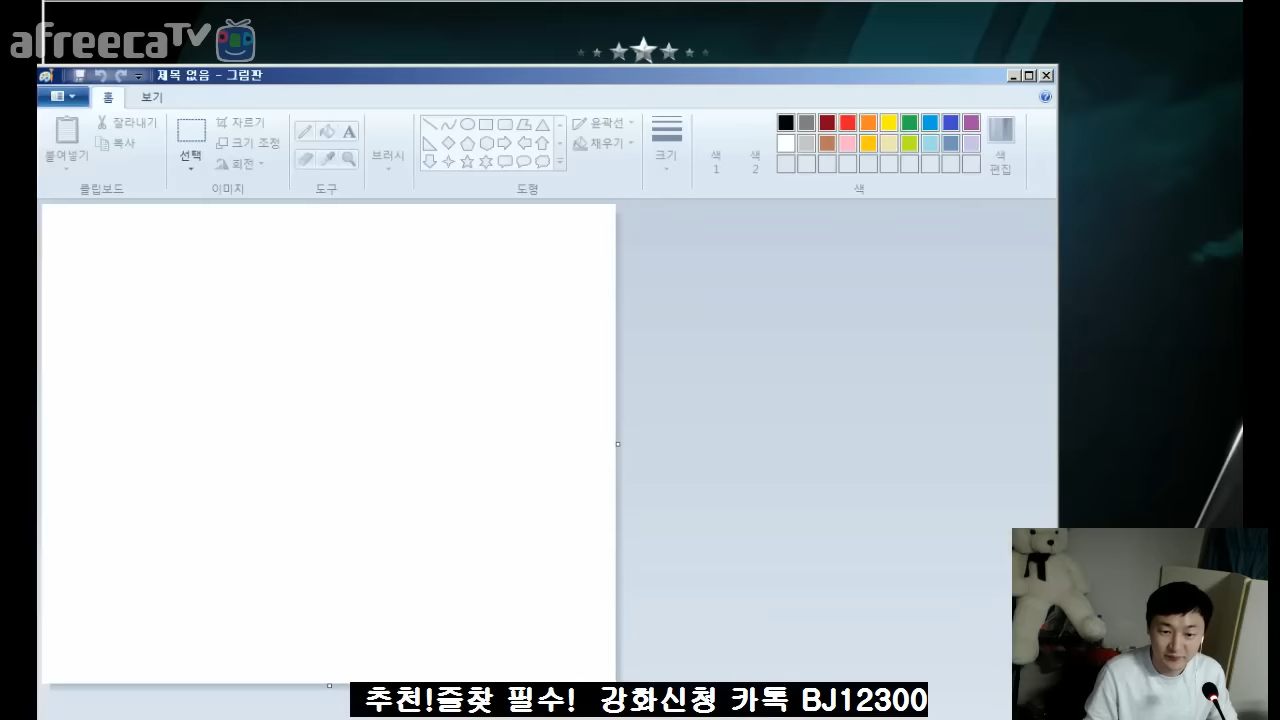 afreecaTV
제목 없음 - 그림판
홈
보기
붙여넣기
잘라내기
복사
클립보드
선택
자르기
크기 조정
회전
이미지
A
도구
브러시
윤곽선
채우기
도형
크기
색
1
색
2
색
편집
색
추천!즐찾 필수! 강화신청 카톡 BJ12300